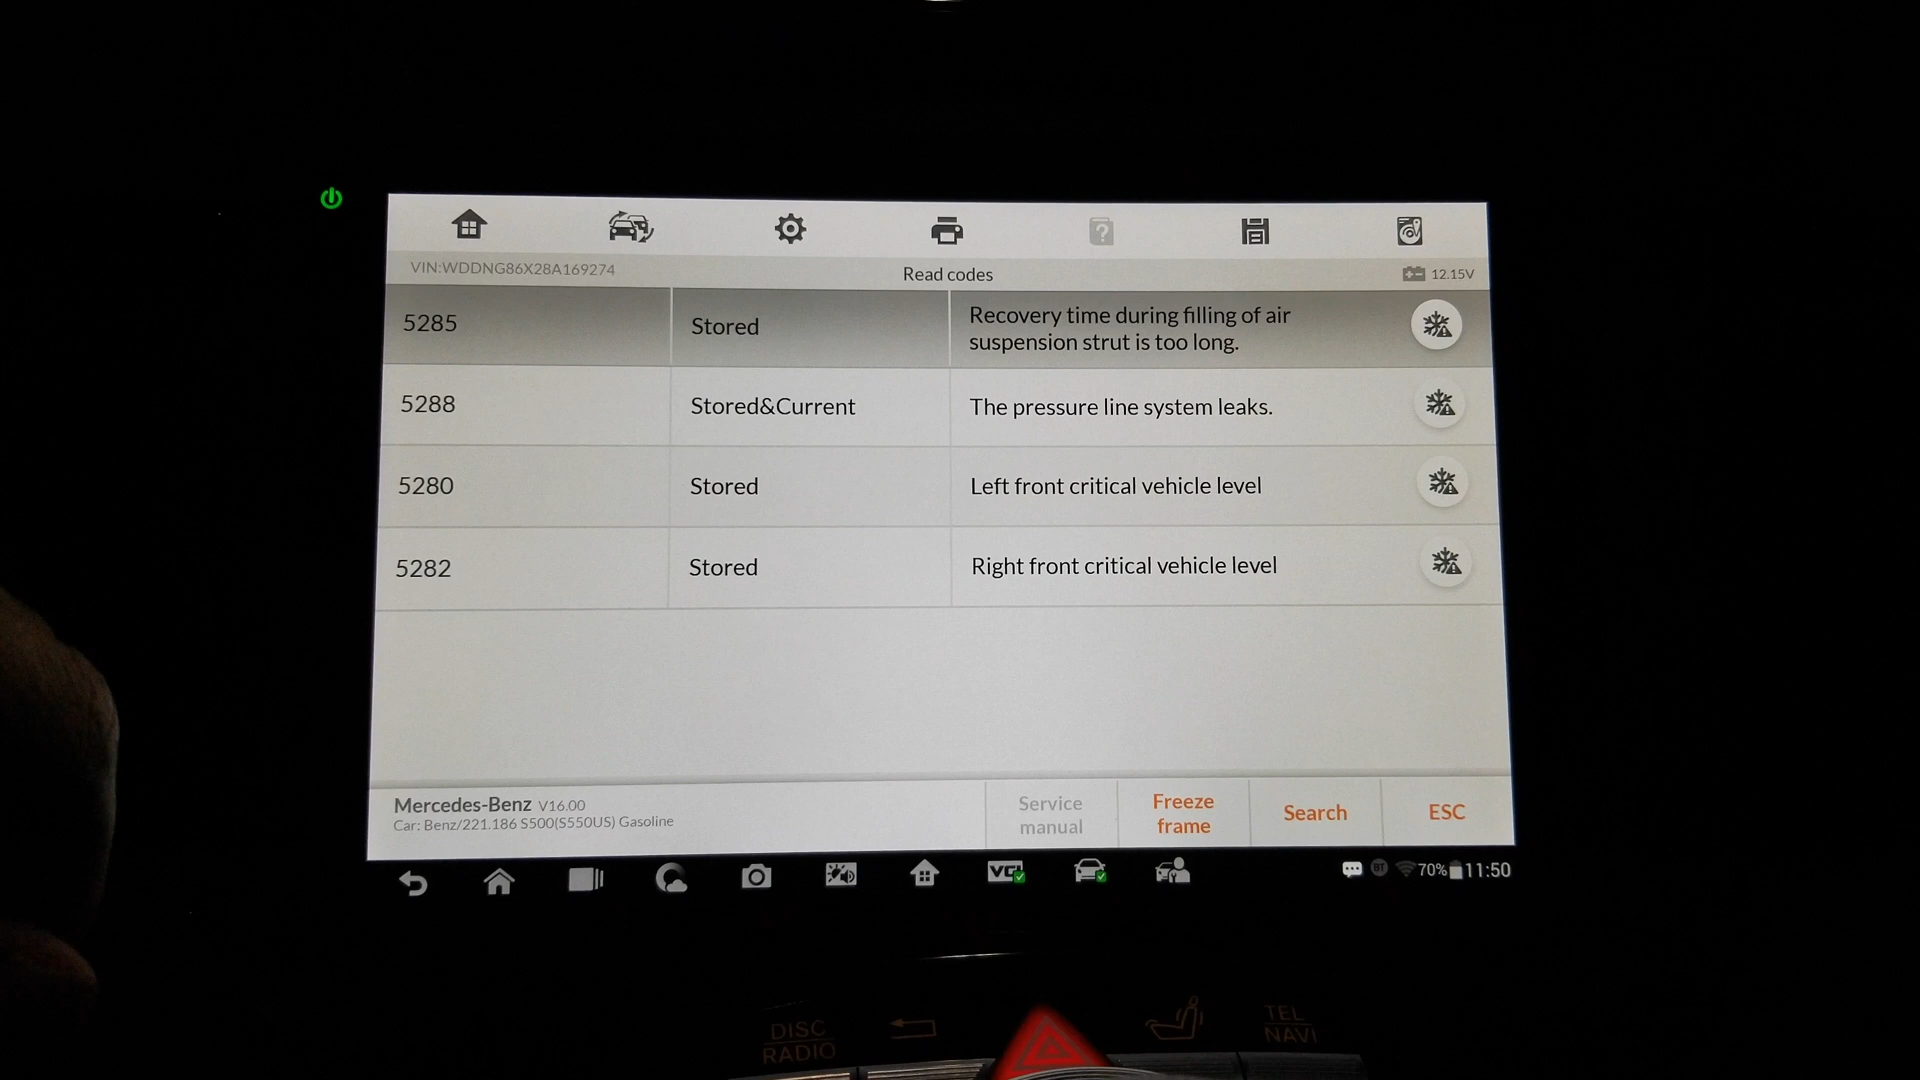 VIN:WDDNG86X28A169274
Read codes
12.15V
5285 Stored Recovery time during filling of air
suspension strut is too long.
5288 Stored&Current The pressure line system leaks.
5280 Stored Left front critical vehicle level
5282 Stored Right front critical vehicle level
Mercedes-Benz V16.00
Car: Benz/221.186 S500(S550US) Gasoline
Service
manual
Freeze
frame
Search
ESC
VCI
BT
70%
11:50
DISC
RADIO
TEL
NAVI